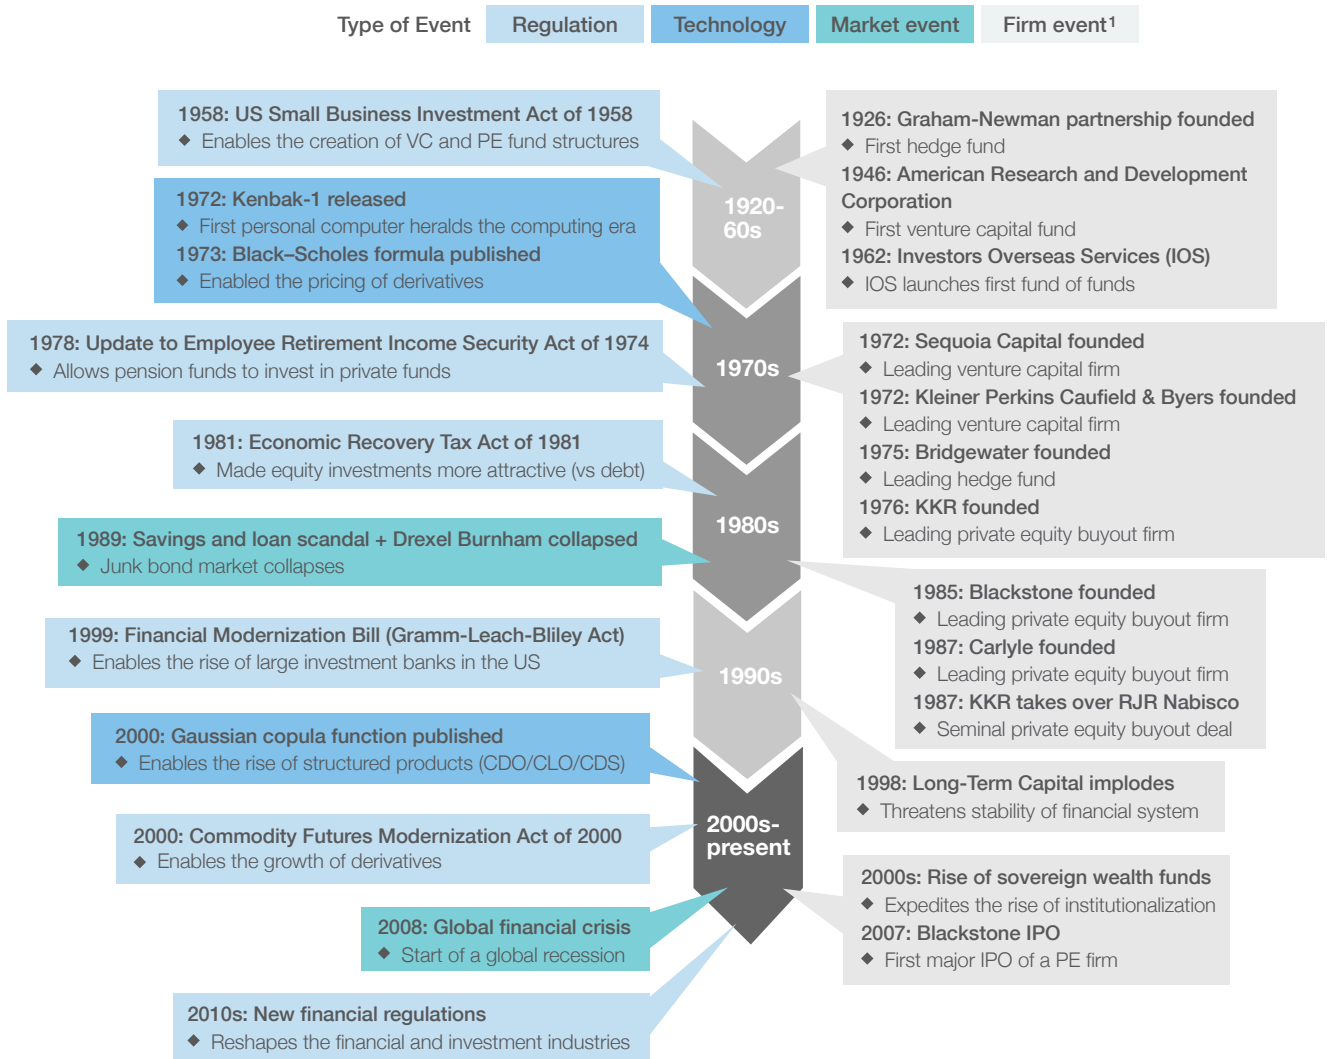 Type of Event Regulation Technology Market event Firm event¹
1958: US Small Business Investment Act of 1958
◆ Enables the creation of VC and PE fund structures
1972: Kenbak-1 released
◆ First personal computer heralds the computing era
1973: Black–Scholes formula published
◆ Enabled the pricing of derivatives
1978: Update to Employee Retirement Income Security Act of 1974
◆ Allows pension funds to invest in private funds
1981: Economic Recovery Tax Act of 1981
◆ Made equity investments more attractive (vs debt)
1989: Savings and loan scandal + Drexel Burnham collapsed
◆ Junk bond market collapses
1999: Financial Modernization Bill (Gramm-Leach-Bliley Act)
◆ Enables the rise of large investment banks in the US
2000: Gaussian copula function published
◆ Enables the rise of structured products (CDO/CLO/CDS)
2000: Commodity Futures Modernization Act of 2000
◆ Enables the growth of derivatives
2008: Global financial crisis
◆ Start of a global recession
2010s: New financial regulations
◆ Reshapes the financial and investment industries
1920-
60s
1970s
1980s
1990s
2000s-
present
1926: Graham-Newman partnership founded
◆ First hedge fund
1946: American Research and Development
Corporation
◆ First venture capital fund
1962: Investors Overseas Services (IOS)
◆ IOS launches first fund of funds
1972: Sequoia Capital founded
◆ Leading venture capital firm
1972: Kleiner Perkins Caufield & Byers founded
◆ Leading venture capital firm
1975: Bridgewater founded
◆ Leading hedge fund
1976: KKR founded
◆ Leading private equity buyout firm
1985: Blackstone founded
◆ Leading private equity buyout firm
1987: Carlyle founded
◆ Leading private equity buyout firm
1987: KKR takes over RJR Nabisco
◆ Seminal private equity buyout deal
1998: Long-Term Capital implodes
◆ Threatens stability of financial system
2000s: Rise of sovereign wealth funds
◆ Expedites the rise of institutionalization
2007: Blackstone IPO
◆ First major IPO of a PE firm